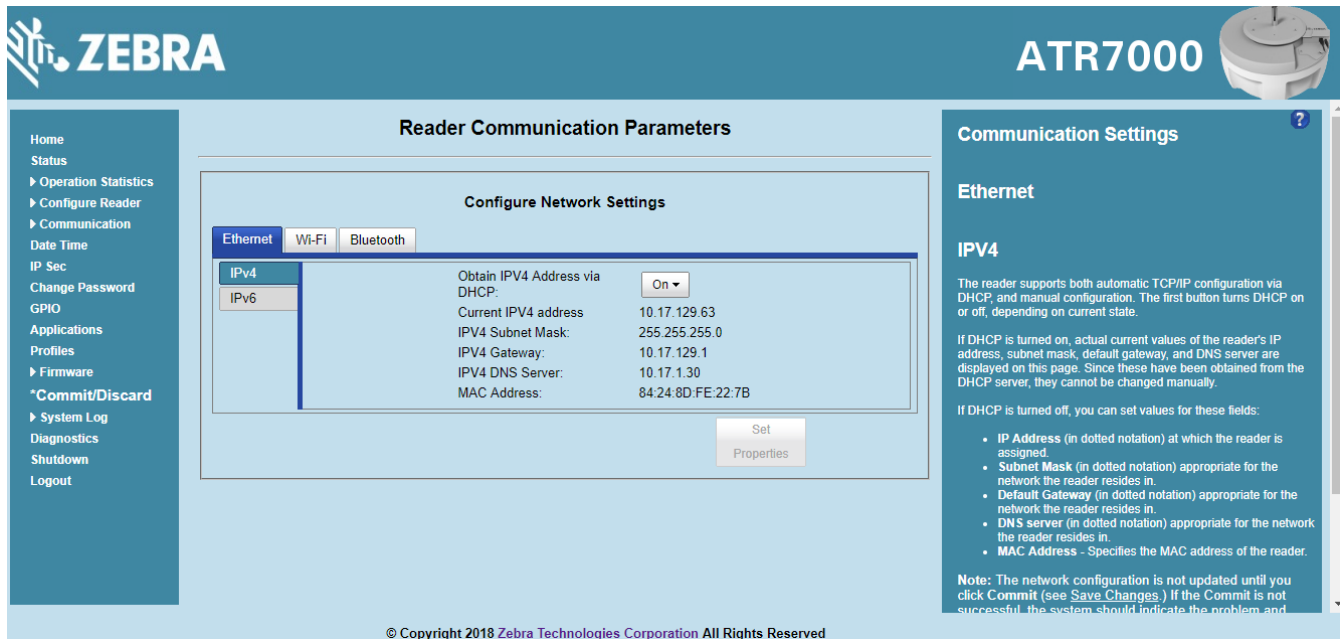 ZEBRA
ATR7000
Home
Status
Operation Statistics
Configure Reader
Communication
Date Time
IP Sec
Change Password
GPIO
Applications
Profiles
Firmware
*Commit/Discard
System Log
Diagnostics
Shutdown
Logout
Reader Communication Parameters
Configure Network Settings
Ethernet Wi-Fi Bluetooth
IPv4
IPv6
Obtain IPV4 Address via
DHCP: On
Current IPV4 address 10.17.129.63
IPV4 Subnet Mask: 255.255.255.0
IPV4 Gateway: 10.17.129.1
IPV4 DNS Server: 10.17.1.30
MAC Address: 84:24:8D:FE:22:7B
Set
Properties
Communication Settings ?
Ethernet
IPV4
The reader supports both automatic TCP/IP configuration via
DHCP, and manual configuration. The first button turns DHCP on
or off, depending on current state.
If DHCP is turned on, actual current values of the reader's IP
address, subnet mask, default gateway, and DNS server are
displayed on this page. Since these have been obtained from the
DHCP server, they cannot be changed manually.
If DHCP is turned off, you can set values for these fields:
• IP Address (in dotted notation) at which the reader is
assigned.
• Subnet Mask (in dotted notation) appropriate for the
network the reader resides in.
• Default Gateway (in dotted notation) appropriate for the
network the reader resides in.
• DNS server (in dotted notation) appropriate for the network
the reader resides in.
• MAC Address - Specifies the MAC address of the reader.
Note: The network configuration is not updated until you
click Commit (see Save Changes.) If the Commit is not
successful, the system should indicate the problem and
© Copyright 2018 Zebra Technologies Corporation All Rights Reserved